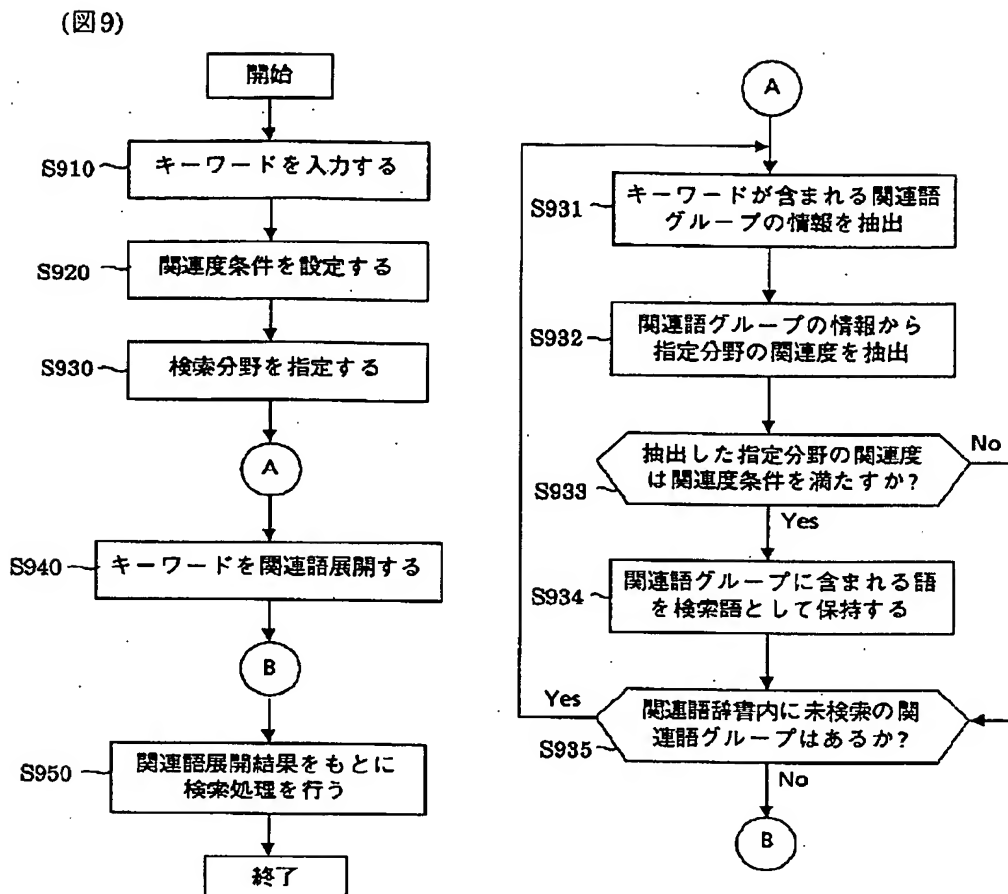 (図9)
開始
S910
キーワードを入力する
S920
関連度条件を設定する
S930
検索分野を指定する
A
S940
キーワードを関連語展開する
B
S950
関連語展開結果をもとに
検索処理を行う
終了
A
S931
キーワードが含まれる関連語
グループの情報を抽出
S932
関連語グループの情報から
指定分野の関連度を抽出
抽出した指定分野の関連度
は関連度条件を満たすか?
No
S933
Yes
S934
関連語グループに含まれる語
を検索語として保持する
Yes
関連語辞書内に未検索の関
連語グループはあるか?
S935
No
B